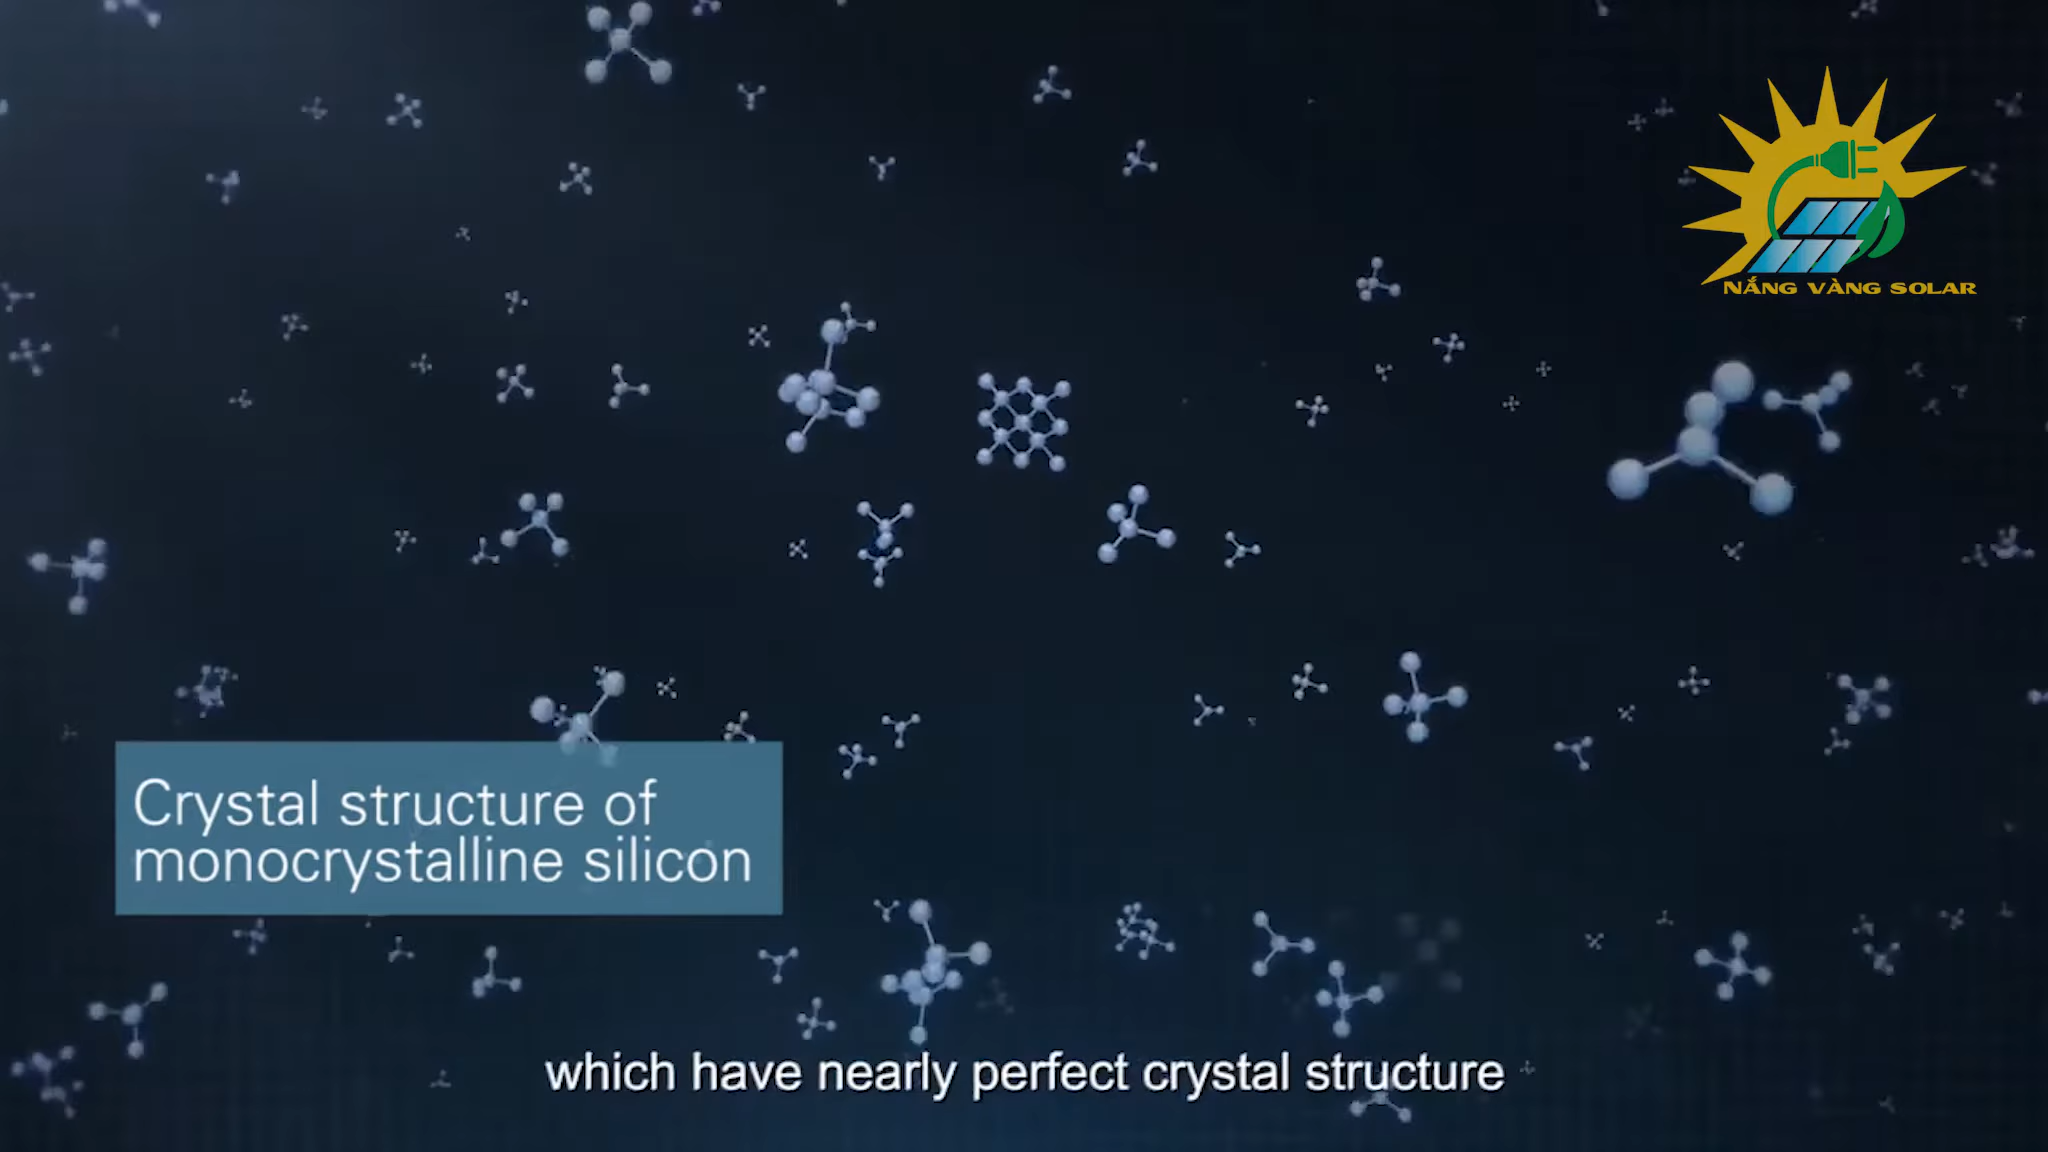 NẮNG VÀNG SOLAR
Crystal structure of
monocrystalline silicon
which have nearly perfect crystal structure